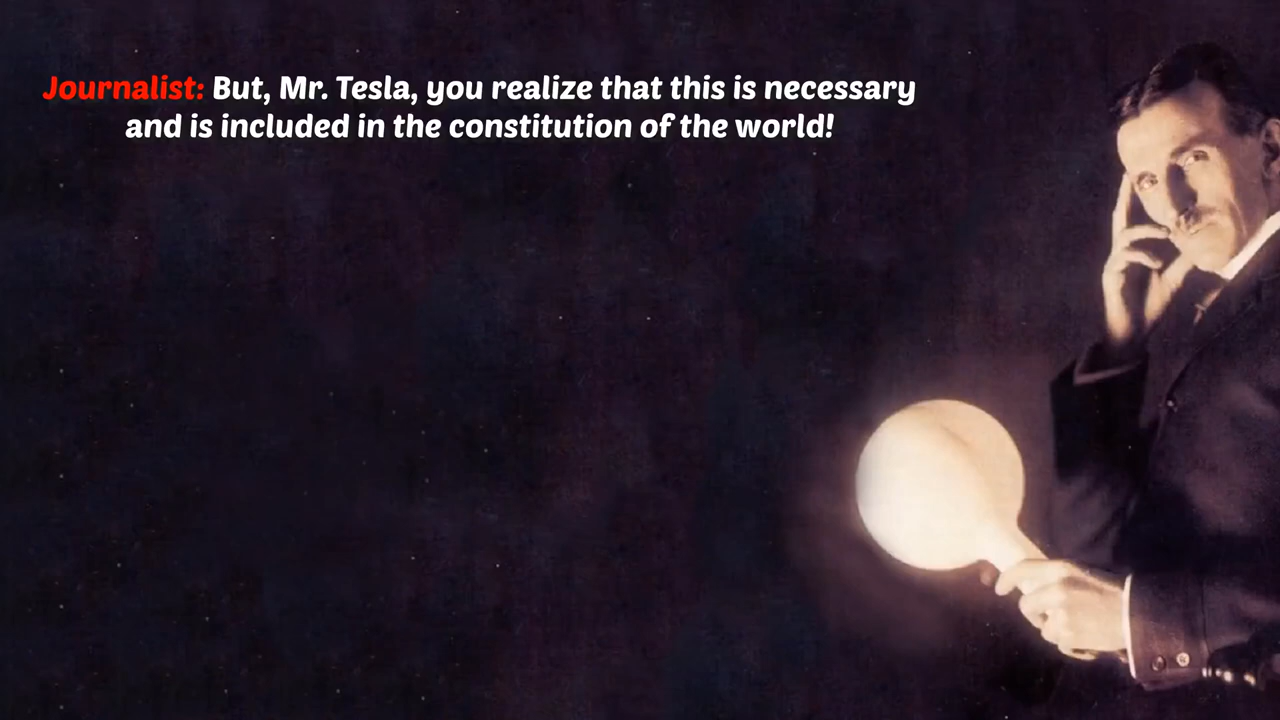 Journalist: But, Mr. Tesla, you realize that this is necessary
and is included in the constitution of the world!